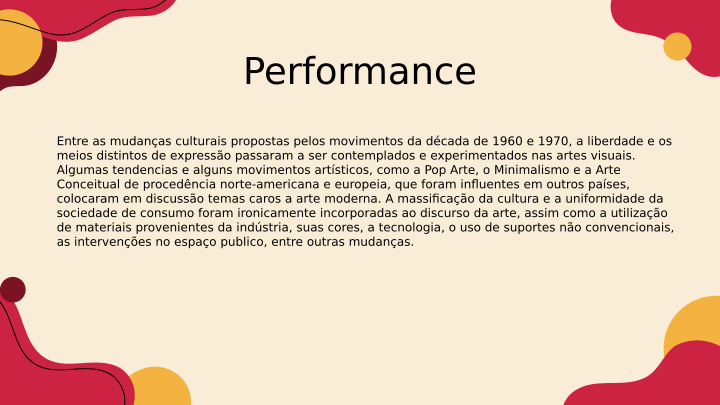 Performance
Entre as mudanças culturais propostas pelos movimentos da década de 1960 e 1970, a liberdade e os
meios distintos de expressão passaram a ser contemplados e experimentados nas artes visuais.
Algumas tendencias e alguns movimentos artísticos, como a Pop Arte, o Minimalismo e a Arte
Conceitual de procedência norte-americana e europeia, que foram influentes em outros países,
colocaram em discussão temas caros a arte moderna. A massificação da cultura e a uniformidade da
sociedade de consumo foram ironicamente incorporadas ao discurso da arte, assim como a utilização
de materiais provenientes da indústria, suas cores, a tecnologia, o uso de suportes não convencionais,
as intervenções no espaço publico, entre outras mudanças.